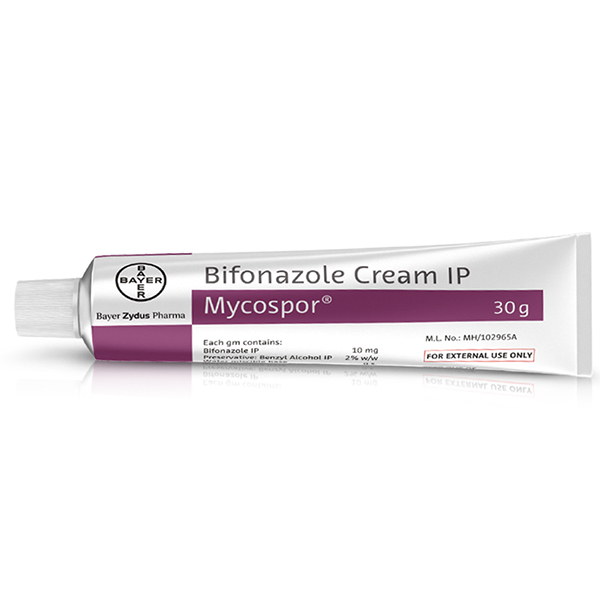 BAYER
BAYER
Bayer Zydus Pharma
Bifonazole Cream IP
Mycospor®
30 g
Each gm contains:
Bifonazole IP 10 mg
Preservative: Benzyl Alcohol IP 2% w/w
M.L. No.: MH/102965A
FOR EXTERNAL USE ONLY